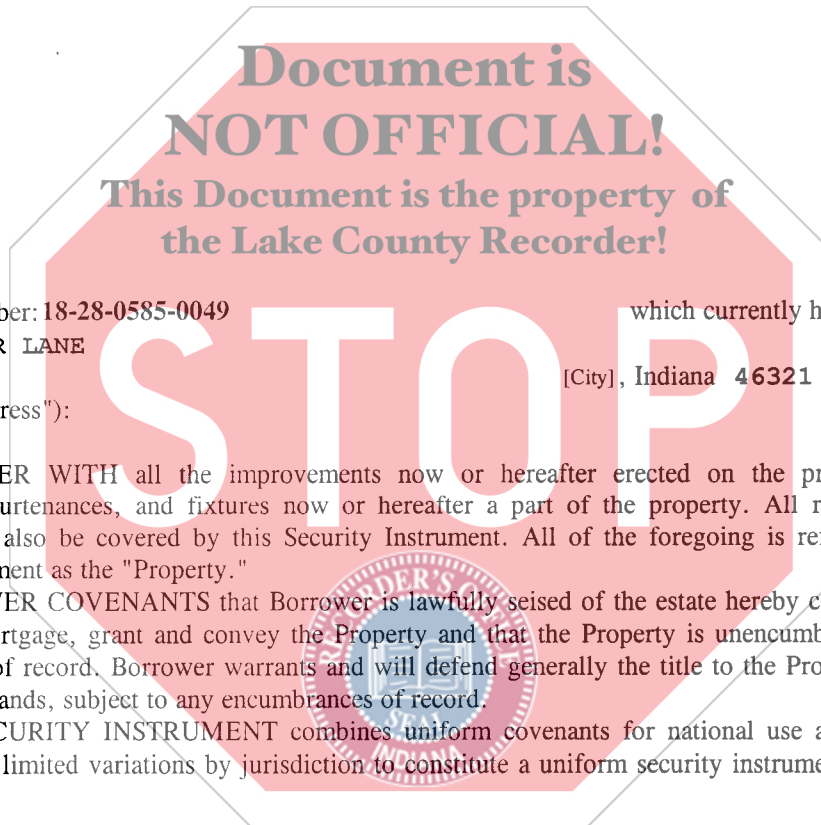 Document is
NOT OFFICIAL!
This Document is the property of
the Lake County Recorder!
ber: 18-28-0585-0049 which currently h
R LANE
[City], Indiana 46321
ress"):
STOP
ER WITH all the improvements now or hereafter erected on the pr
urtenances, and fixtures now or hereafter a part of the property. All r
also be covered by this Security Instrument. All of the foregoing is re
ment as the "Property."
VER COVENANTS that Borrower is lawfully seised of the estate hereby c
rtgage, grant and convey the Property and that the Property is unencumb
of record. Borrower warrants and will defend generally the title to the Pro
ands, subject to any encumbrances of record.
CURITY INSTRUMENT combines uniform covenants for national use a
limited variations by jurisdiction to constitute a uniform security instrume
RECORDER'S OFFICE
SEAL
INDIANA